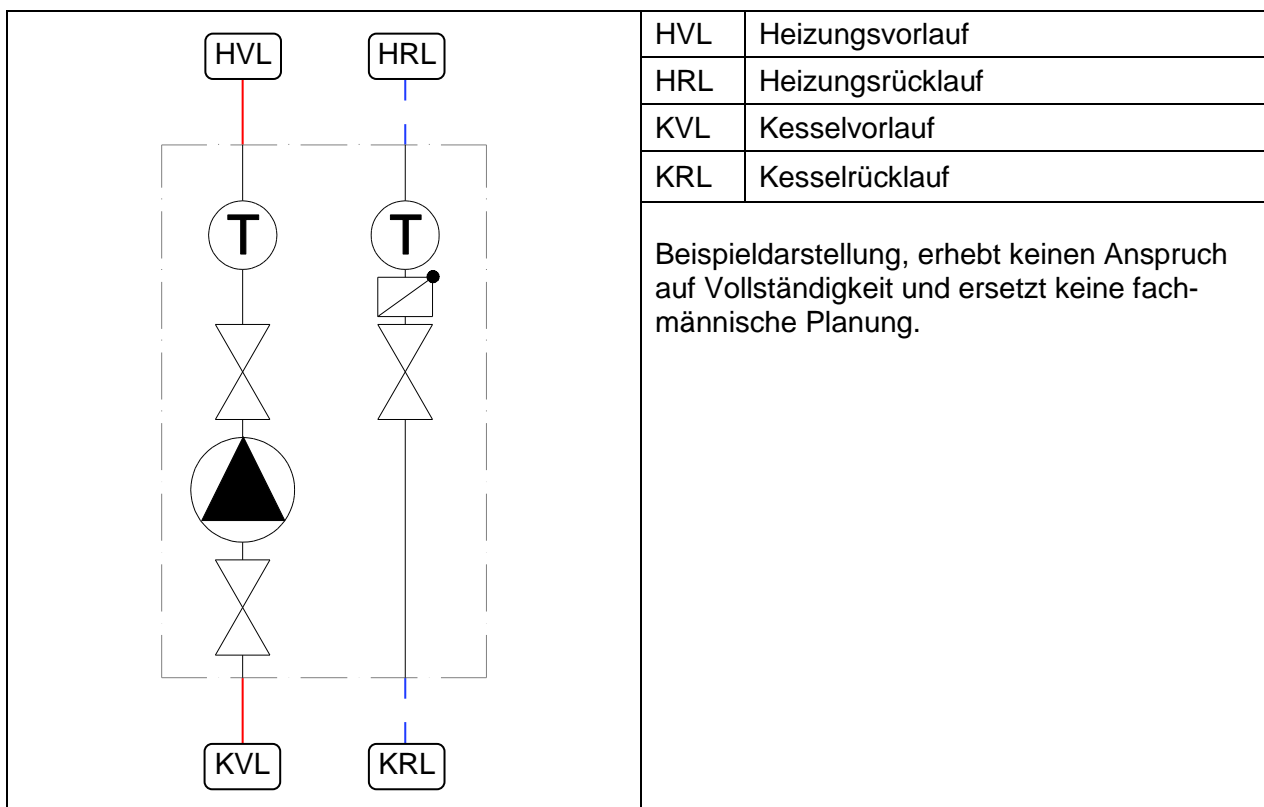 HVL HRL
T T
KVL KRL
HVL Heizungsvorlauf
HRL Heizungsrücklauf
KVL Kesselvorlauf
KRL Kesselrücklauf
Beispieldarstellung, erhebt keinen Anspruch
auf Vollständigkeit und ersetzt keine fach-
männische Planung.